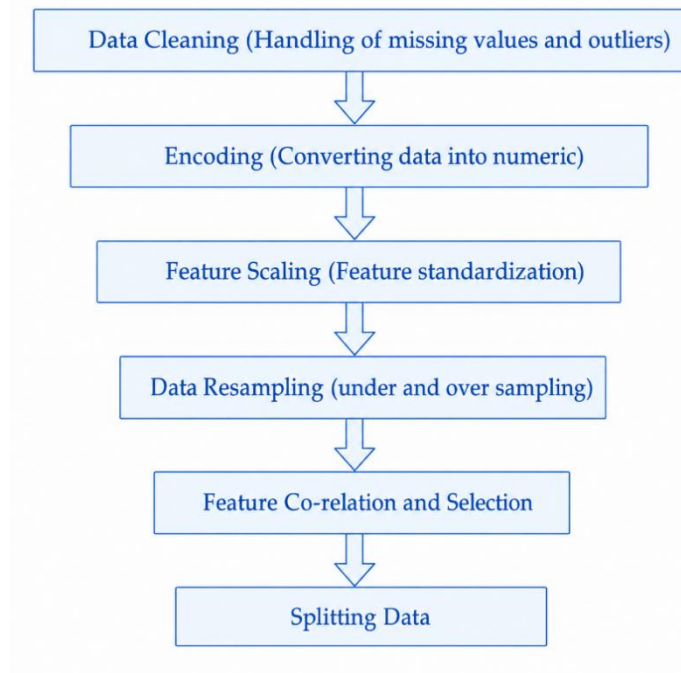 Data Cleaning (Handling of missing values and outliers)
Encoding (Converting data into numeric)
Feature Scaling (Feature standardization)
Data Resampling (under and over sampling)
Feature Co-relation and Selection
Splitting Data